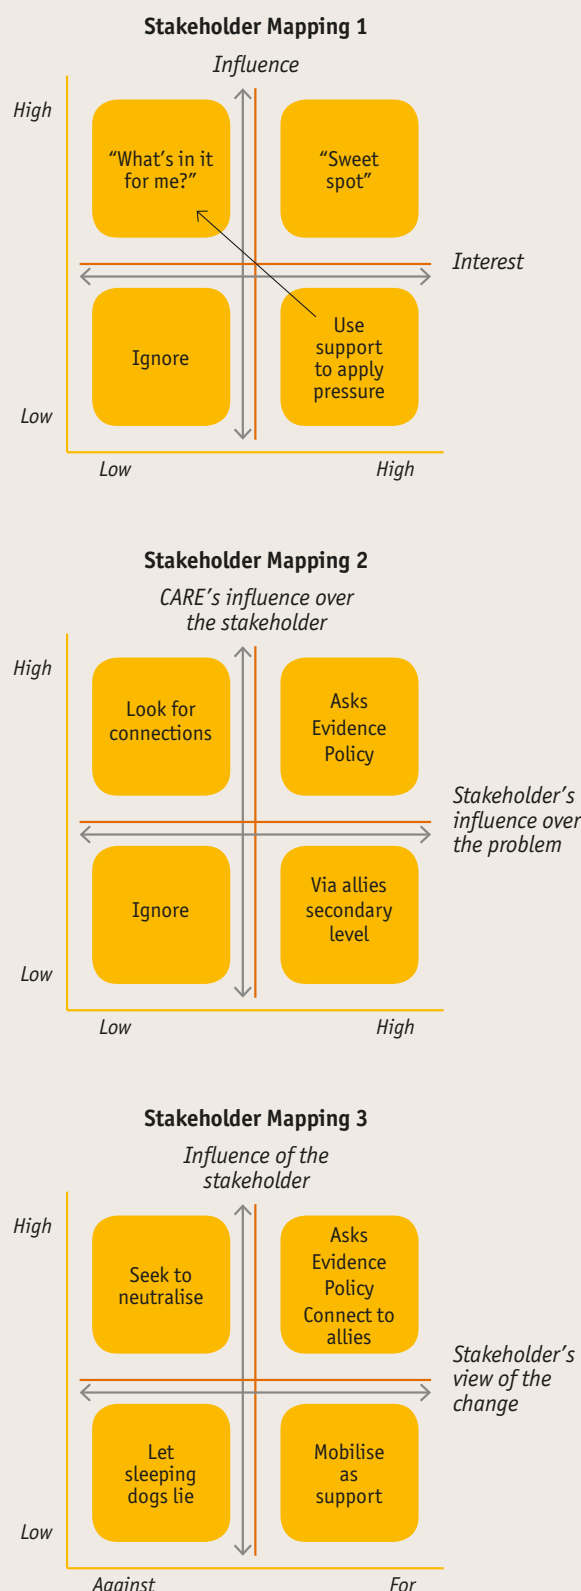 Stakeholder Mapping 1
Influence
High
“What’s in it
for me?”
“Sweet
spot”
Interest
Ignore
Use
support
to apply
pressure
Low
Low
High
Stakeholder Mapping 2
CARE’s influence over
the stakeholder
High
Look for
connections
Asks
Evidence
Policy
Stakeholder’s
influence over
the problem
Ignore
Via allies
secondary
level
Low
Low
High
Stakeholder Mapping 3
Influence of the
stakeholder
High
Seek to
neutralise
Asks
Evidence
Policy
Connect to
allies
Stakeholder’s
view of the
change
Let
sleeping
dogs lie
Mobilise
as
support
Low
Against
For